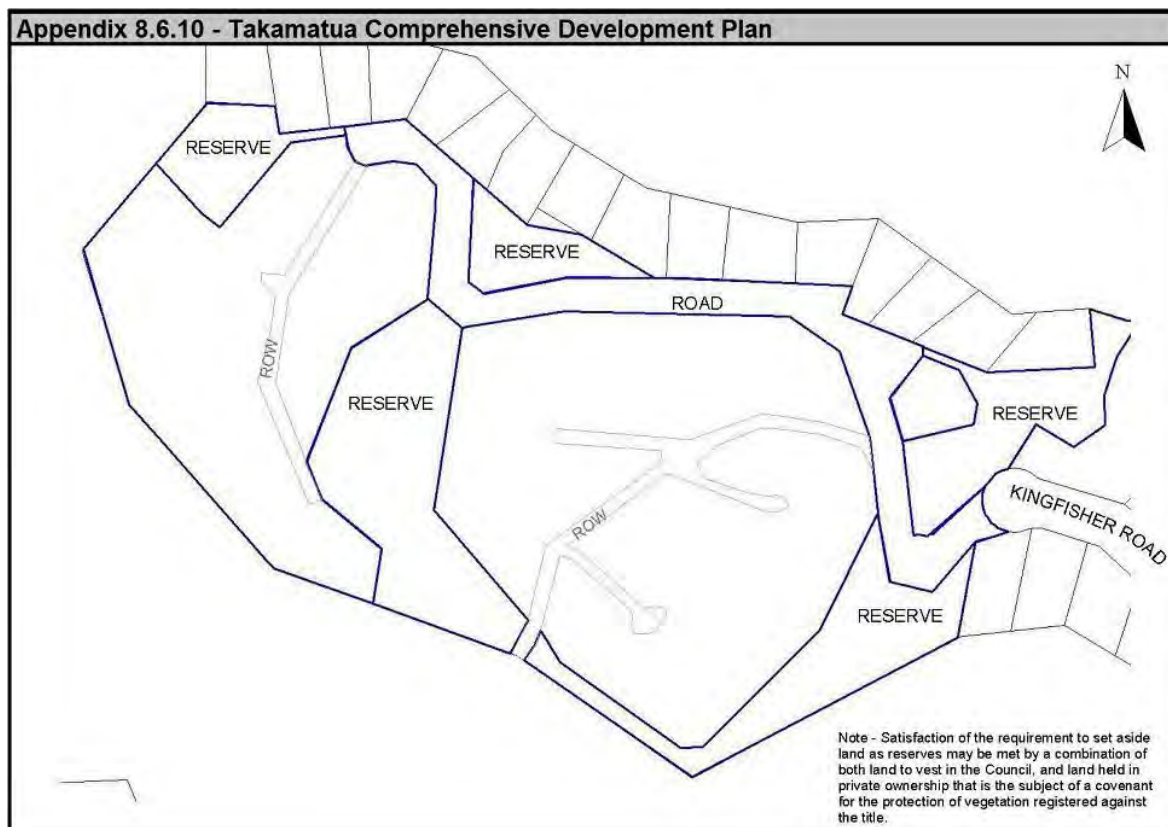 Appendix 8.6.10 - Takamatua Comprehensive Development Plan
N
RESERVE
RESERVE
ROAD
ROW
RESERVE
RESERVE
KINGFISHER ROAD
ROW
RESERVE
Note - Satisfaction of the requirement to set aside
land as reserves may be met by a combination of
both land to vest in the Council, and land held in
private ownership that is the subject of a covenant
for the protection of vegetation registered against
the title.